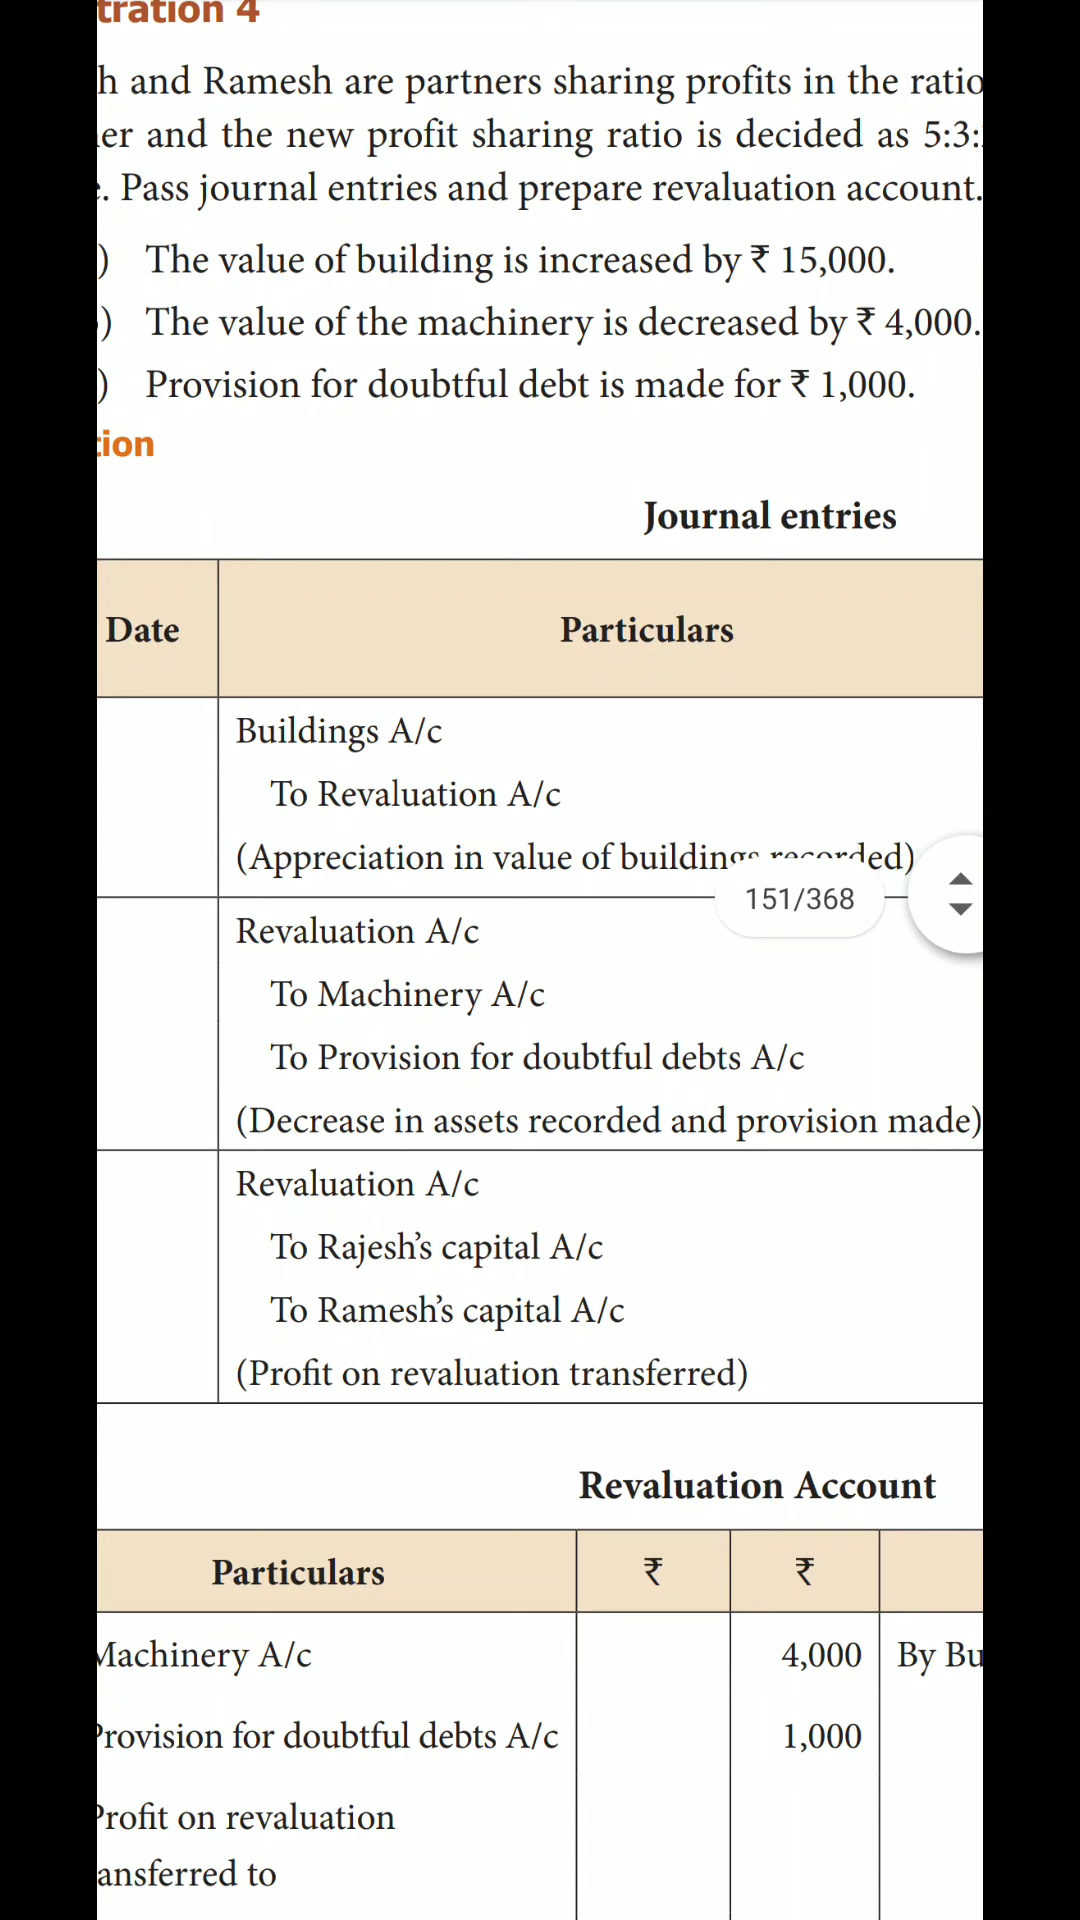 tration 4
h and Ramesh are partners sharing profits in the ratio
er and the new profit sharing ratio is decided as 5:3:
. Pass journal entries and prepare revaluation account.
) The value of building is increased by ₹ 15,000.
) The value of the machinery is decreased by ₹ 4,000.
) Provision for doubtful debt is made for ₹ 1,000.
tion
Journal entries
Date Particulars
Buildings A/c
To Revaluation A/c
(Appreciation in value of buildings recorded)
151/368
Revaluation A/c
To Machinery A/c
To Provision for doubtful debts A/c
(Decrease in assets recorded and provision made)
Revaluation A/c
To Rajesh's capital A/c
To Ramesh's capital A/c
(Profit on revaluation transferred)
Revaluation Account
Particulars ₹ ₹
Machinery A/c 4,000 By Bu
Provision for doubtful debts A/c 1,000
Profit on revaluation
ansferred to